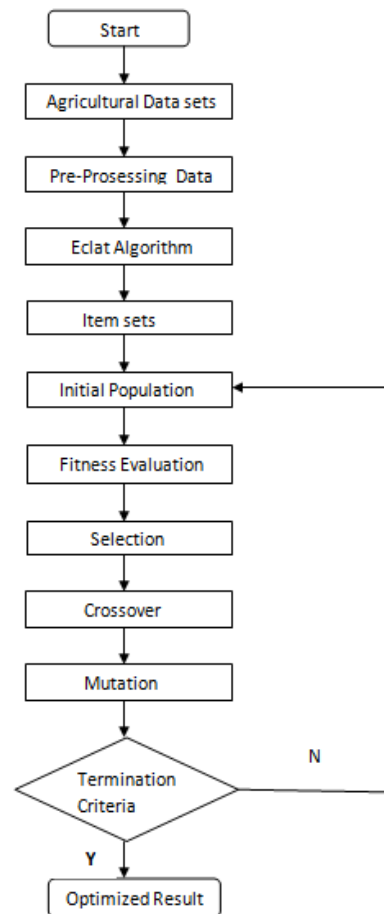 Start
Agricultural Data sets
Pre-Prosessing Data
Eclat Algorithm
Item sets
Initial Population
Fitness Evaluation
Selection
Crossover
Mutation
Termination
Criteria
N
Y
Optimized Result